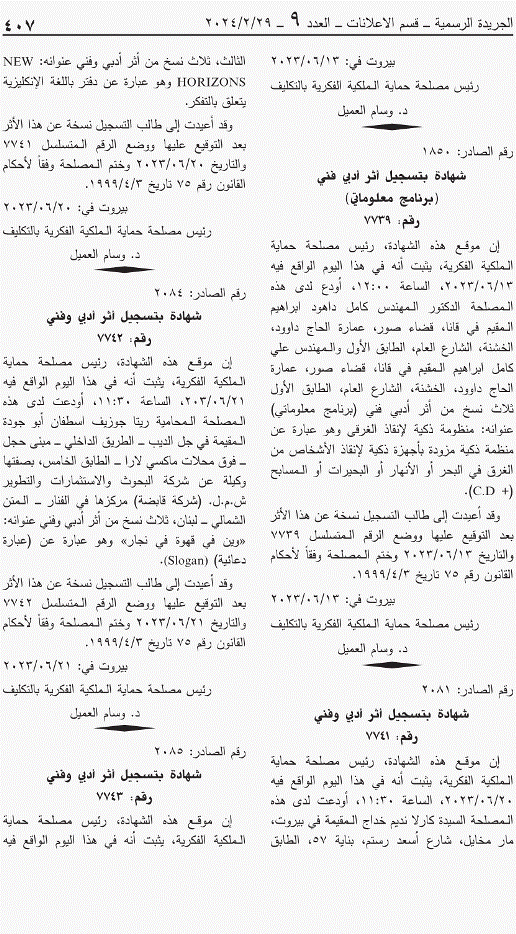 الجريدة الرسمية ــ قسم الاعلانات ــ العدد ٩ ــ ٢٠٢٤/٢/٢٩
٤٠٧
بيروت في: ٢٠٢٣/٠٦/١٣
رئيس مصلحة حماية الملكية الفكرية بالتكليف
د. وسام العميل
رقم الصادر: ١٨٥٠
شهادة بتسجيل أثر أدبي فني
(برنامج معلوماتي)
رقم: ٧٧٣٩
إن موقع هذه الشهادة، رئيس مصلحة حماية
الملكية الفكرية، يثبت أنه في هذا اليوم الواقع فيه
٢٠٢٣/٠٦/١٣، الساعة ١٢:٠٠، أودع لدى هذه
المصلحة الدكتور المهندس كامل داهود ابراهيم
المقيم في قانا، قضاء صور، عمارة الحاج داوود،
الخشنة، الشارع العام، الطابق الأول والمهندس علي
كامل ابراهيم المقيم في قانا، قضاء صور، عمارة
الحاج داوود، الخشنة، الشارع العام، الطابق الأول
ثلاث نسخ من أثر أدبي فني (برنامج معلوماتي)
عنوانه: منظومة ذكية لإنقاذ الغرقى وهو عبارة عن
منظمة ذكية مزودة بأجهزة ذكية لإنقاذ الأشخاص من
الغرق في البحر أو الأنهار أو البحيرات أو المسابح
(+ C.D).
وقد أعيدت إلى طالب التسجيل نسخة عن هذا الأثر
بعد التوقيع عليها ووضع الرقم المتسلسل ٧٧٣٩
والتاريخ ٢٠٢٣/٠٦/١٣ وختم المصلحة وفقاً لأحكام
القانون رقم ٧٥ تاريخ ١٩٩٩/٤/٣.
بيروت في: ٢٠٢٣/٠٦/١٣
رئيس مصلحة حماية الملكية الفكرية بالتكليف
د. وسام العميل
رقم الصادر: ٢٠٨١
شهادة بتسجيل أثر أدبي وفني
رقم: ٧٧٤١
إن موقع هذه الشهادة، رئيس مصلحة حماية
الملكية الفكرية، يثبت أنه في هذا اليوم الواقع فيه
٢٠٢٣/٠٦/٢٠، الساعة ١١:٣٠، أودعت لدى هذه
المصلحة السيدة كارلا نديم خداج المقيمة في بيروت،
مار مخايل، شارع أسعد رستم، بناية ٥٧، الطابق
الثالث، ثلاث نسخ من أثر أدبي وفني عنوانه: NEW
HORIZONS وهو عبارة عن دفتر باللغة الإنكليزية
يتعلق بالتفكر.
وقد أعيدت إلى طالب التسجيل نسخة عن هذا الأثر
بعد التوقيع عليها ووضع الرقم المتسلسل ٧٧٤١
والتاريخ ٢٠٢٣/٠٦/٢٠ وختم المصلحة وفقاً لأحكام
القانون رقم ٧٥ تاريخ ١٩٩٩/٤/٣.
بيروت في: ٢٠٢٣/٠٦/٢٠
رئيس مصلحة حماية الملكية الفكرية بالتكليف
د. وسام العميل
رقم الصادر: ٢٠٨٤
شهادة بتسجيل أثر أدبي وفني
رقم: ٧٧٤٢
إن موقع هذه الشهادة، رئيس مصلحة حماية
الملكية الفكرية، يثبت أنه في هذا اليوم الواقع فيه
٢٠٣/٠٦/٢١، الساعة ١١:٣٠، أودعت لدى هذه
المصلحة المحامية ريتا جوزيف اسطفان أبو جودة
المقيمة في جل الديب ــ الطريق الداخلي ــ مبنى حجل
ــ فوق محلات ماكسي لارا ــ الطابق الخامس، بصفتها
وكيلة عن شركة البحوث والاستثمارات والتطوير
ش.م.ل. (شركة قابضة) مركزها في الفنار ــ المتن
الشمالي ــ لبنان، ثلاث نسخ من أثر أدبي وفني عنوانه:
«وين في قهوة في نجار» وهو عبارة عن (عبارة
دعائية) (Slogan).
وقد أعيدت إلى طالب التسجيل نسخة عن هذا الأثر
بعد التوقيع عليها ووضع الرقم المتسلسل ٧٧٤٢
والتاريخ ٢٠٢٣/٠٦/٢١ وختم المصلحة وفقاً لأحكام
القانون رقم ٧٥ تاريخ ١٩٩٩/٤/٣.
بيروت في: ٢٠٢٣/٠٦/٢١
رئيس مصلحة حماية الملكية الفكرية بالتكليف
د. وسام العميل
رقم الصادر: ٢٠٨٥
شهادة بتسجيل أثر أدبي وفني
رقم: ٧٧٤٣
إن موقع هذه الشهادة، رئيس مصلحة حماية
الملكية الفكرية، يثبت أنه في هذا اليوم الواقع فيه